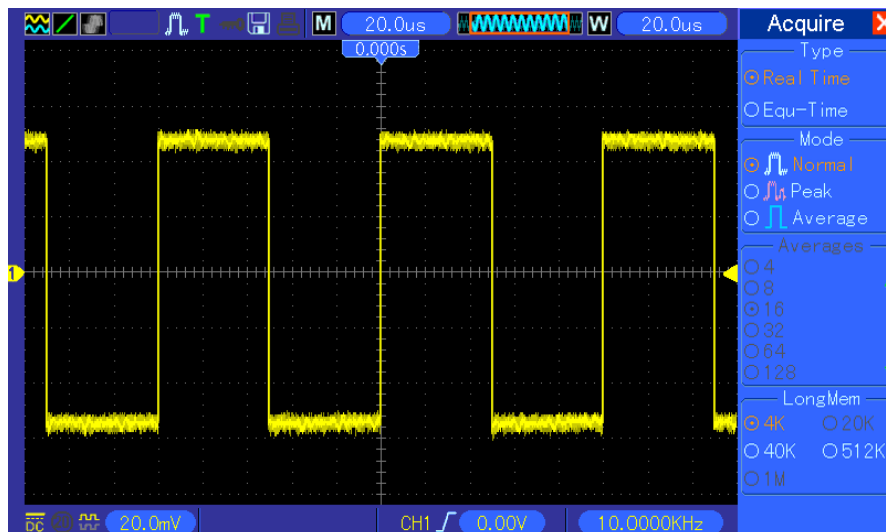 T M 20.0us W 20.0us
0.000s
1
DC 20.0mV CH1 0.00V 10.0000KHz
Acquire X
Type
Real Time
Equ-Time
Mode
Normal
Peak
Average
Averages
4
8
16
32
64
128
LongMem
4K 20K
40K 512K
1M